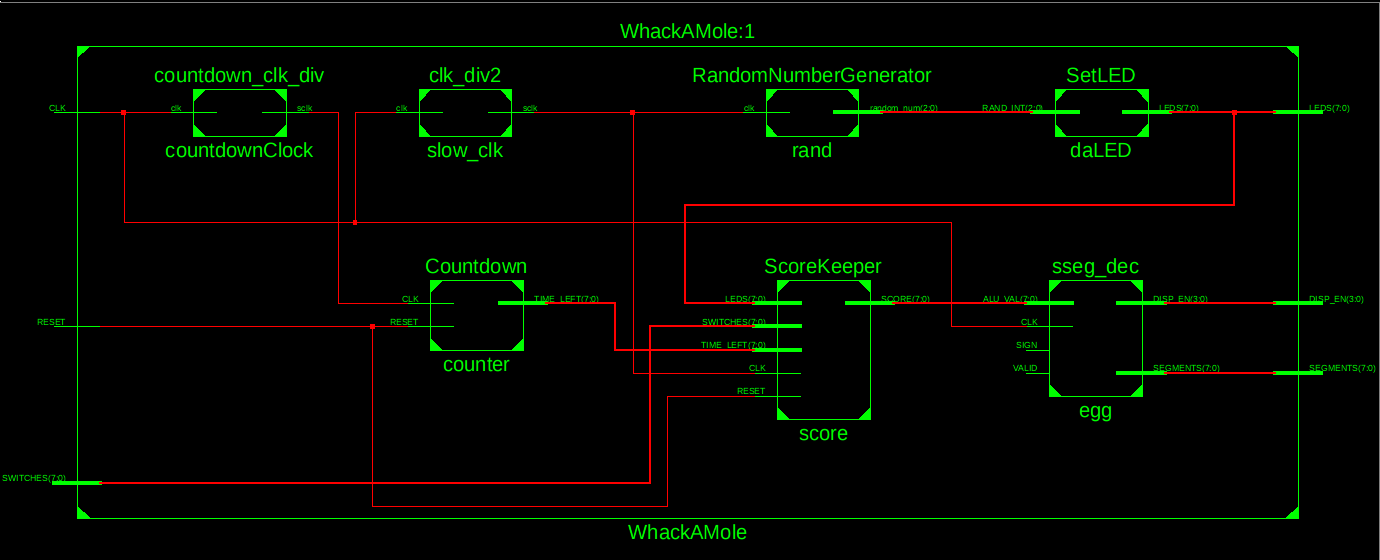 WhackAMole:1
countdown_clk_div
clk_div2
RandomNumberGenerator
SetLED
CLK
clk
sclk
clk
sclk
clk
random_num(2:0)
RAND_INT(2:0)
LEDS(7:0)
LEDS(7:0)
countdownClock
slow_clk
rand
daLED
Countdown
ScoreKeeper
sseg_dec
CLK
TIME_LEFT(7:0)
LEDS(7:0)
SCORE(7:0)
ALU_VAL(7:0)
DISP_EN(3:0)
DISP_EN(3:0)
RESET
RESET
SWITCHES(7:0)
CLK
TIME_LEFT(7:0)
SIGN
counter
CLK
VALID
SEGMENTS(7:0)
SEGMENTS(7:0)
RESET
egg
score
SWITCHES(7:0)
WhackAMole